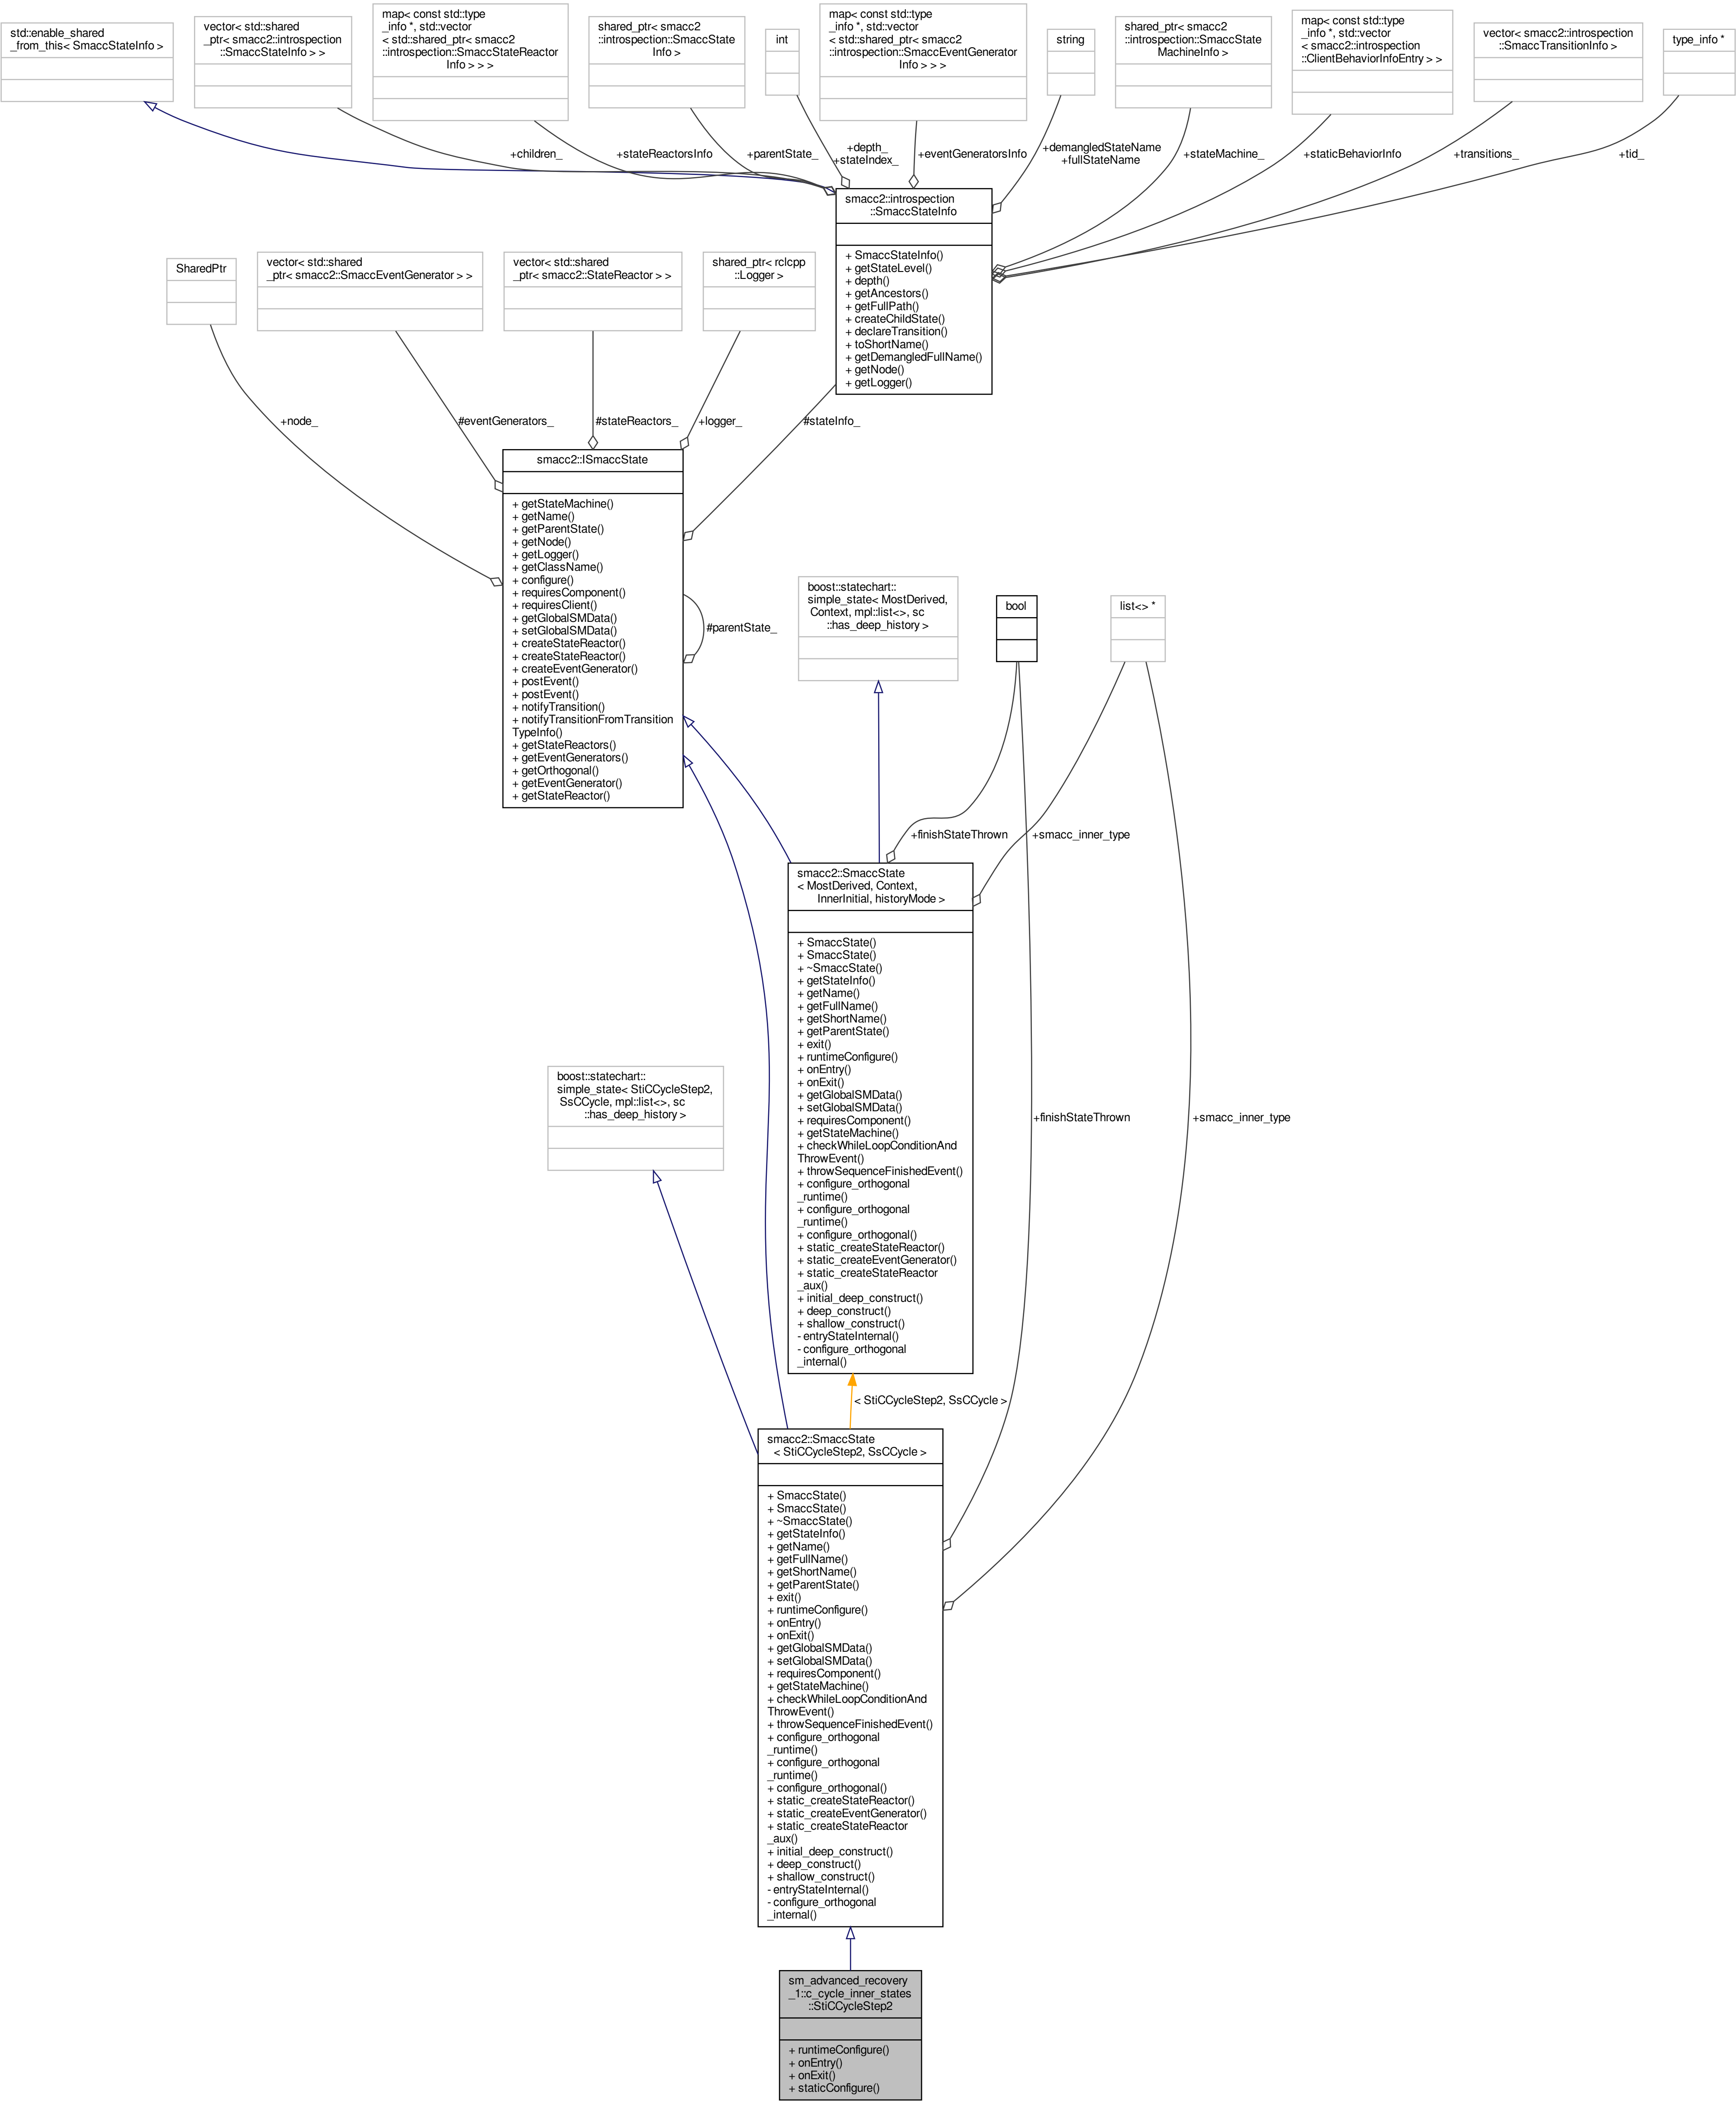 std::enable_shared
_from_this< SmaccStateInfo >
vector< std::shared
_ptr< smacc2::introspection
::SmaccStateInfo > >
map< const std::type
_info *, std::vector
< std::shared_ptr< smacc2
::introspection::SmaccStateReactor
Info > > >
shared_ptr< smacc2
::introspection::SmaccState
Info >
int
map< const std::type
_info *, std::vector
< std::shared_ptr< smacc2
::introspection::SmaccEventGenerator
Info > > >
string
shared_ptr< smacc2
::introspection::SmaccState
MachineInfo >
map< const std::type
_info *, std::vector
< smacc2::introspection
::ClientBehaviorInfoEntry > >
vector< smacc2::introspection
::SmaccTransitionInfo >
type_info *
+children_
+stateReactorsInfo
+parentState_
+depth_
+stateIndex_
+eventGeneratorsInfo
+demangledStateName
+fullStateName
+stateMachine_
+staticBehaviorInfo
+transitions_
+tid_
smacc2::introspection
::SmaccStateInfo
+ SmaccStateInfo()
+ getStateLevel()
+ depth()
+ getAncestors()
+ getFullPath()
+ createChildState()
+ declareTransition()
+ toShortName()
+ getDemangledFullName()
+ getNode()
+ getLogger()
SharedPtr
vector< std::shared
_ptr< smacc2::SmaccEventGenerator > >
vector< std::shared
_ptr< smacc2::StateReactor > >
shared_ptr< rclcpp
::Logger >
+node_
#eventGenerators_
#stateReactors_
+logger_
#stateInfo_
smacc2::ISmaccState
+ getStateMachine()
+ getName()
+ getParentState()
+ getNode()
+ getLogger()
+ getClassName()
+ configure()
+ requiresComponent()
+ requiresClient()
+ getGlobalSMData()
+ setGlobalSMData()
+ createStateReactor()
+ createStateReactor()
+ createEventGenerator()
+ postEvent()
+ postEvent()
+ notifyTransition()
+ notifyTransitionFromTransition
TypeInfo()
+ getStateReactors()
+ getEventGenerators()
+ getOrthogonal()
+ getEventGenerator()
+ getStateReactor()
#parentState_
boost::statechart::
simple_state< MostDerived,
Context, mpl::list<>, sc
::has_deep_history >
bool
list<> *
+finishStateThrown
+smacc_inner_type
smacc2::SmaccState
< MostDerived, Context,
InnerInitial, historyMode >
+ SmaccState()
+ SmaccState()
+ ~SmaccState()
+ getStateInfo()
+ getName()
+ getFullName()
+ getShortName()
+ getParentState()
+ exit()
+ runtimeConfigure()
+ onEntry()
+ onExit()
+ getGlobalSMData()
+ setGlobalSMData()
+ requiresComponent()
+ getStateMachine()
+ checkWhileLoopConditionAnd
ThrowEvent()
+ throwSequenceFinishedEvent()
+ configure_orthogonal
_runtime()
+ configure_orthogonal
_runtime()
+ configure_orthogonal()
+ static_createStateReactor()
+ static_createEventGenerator()
+ static_createStateReactor
_aux()
+ initial_deep_construct()
+ deep_construct()
+ shallow_construct()
- entryStateInternal()
- configure_orthogonal
_internal()
boost::statechart::
simple_state< StiCCycleStep2,
SsCCycle, mpl::list<>, sc
::has_deep_history >
+finishStateThrown
+smacc_inner_type
< StiCCycleStep2, SsCCycle >
smacc2::SmaccState
< StiCCycleStep2, SsCCycle >
+ SmaccState()
+ SmaccState()
+ ~SmaccState()
+ getStateInfo()
+ getName()
+ getFullName()
+ getShortName()
+ getParentState()
+ exit()
+ runtimeConfigure()
+ onEntry()
+ onExit()
+ getGlobalSMData()
+ setGlobalSMData()
+ requiresComponent()
+ getStateMachine()
+ checkWhileLoopConditionAnd
ThrowEvent()
+ throwSequenceFinishedEvent()
+ configure_orthogonal
_runtime()
+ configure_orthogonal
_runtime()
+ configure_orthogonal()
+ static_createStateReactor()
+ static_createEventGenerator()
+ static_createStateReactor
_aux()
+ initial_deep_construct()
+ deep_construct()
+ shallow_construct()
- entryStateInternal()
- configure_orthogonal
_internal()
sm_advanced_recovery
_1::c_cycle_inner_states
::StiCCycleStep2
+ runtimeConfigure()
+ onEntry()
+ onExit()
+ staticConfigure()